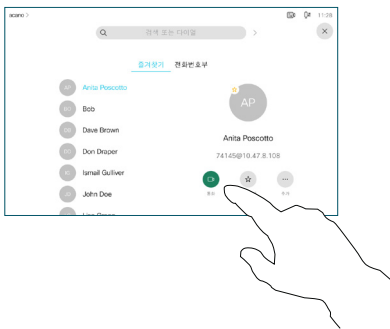 acano >
11:28
검색 또는 다이얼 >
즐겨찾기 전화번호부
AP Anita Poscotto
Bob
Dave Brown
Don Draper
Ismail Gulliver
John Doe
AP
Anita Poscotto
74145@10.47.8.108